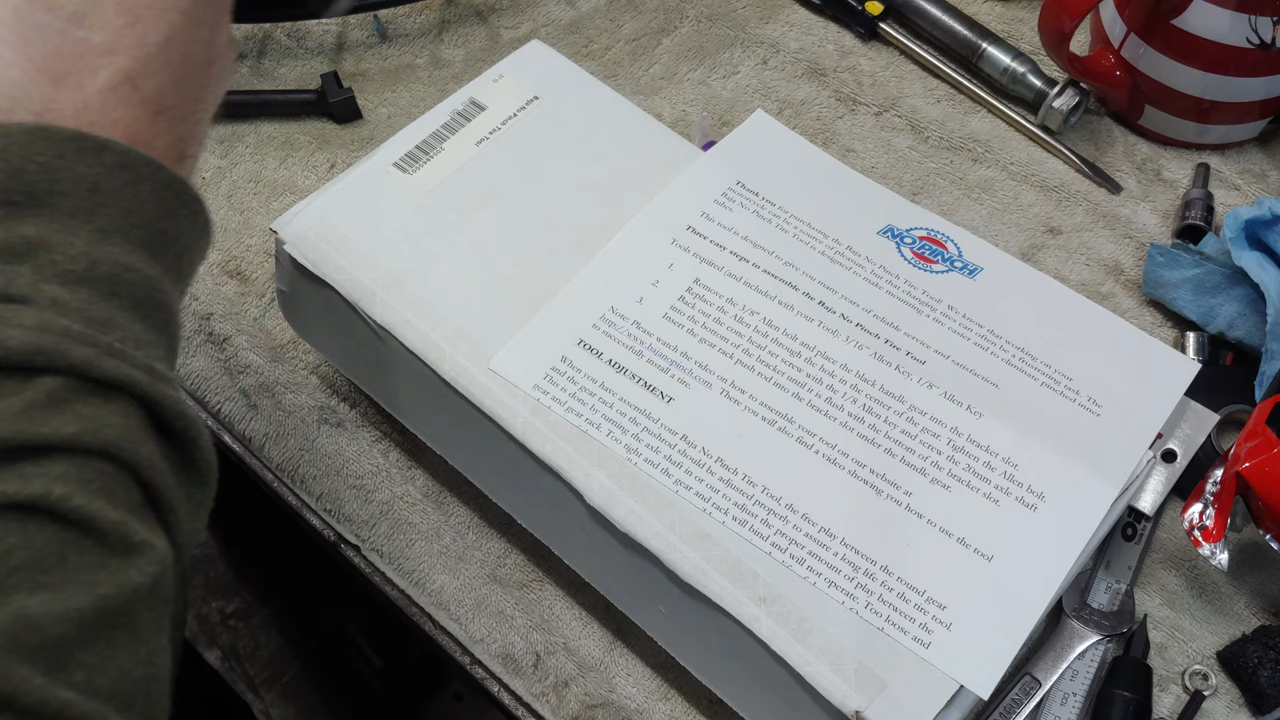 Baja No Pinch Tire Tool
BAJA
NO PINCH
TOOL
Thank you for purchasing the Baja No Pinch Tire Tool! We know that working on your
motorcycle can be a source of pleasure, but that changing tires can often be a frustrating task. The
Baja No Pinch Tire Tool is designed to make mounting a tire easier and to eliminate pinched inner
tubes.
This tool is designed to give you many years of reliable service and satisfaction.
Three easy steps to assemble the Baja No Pinch Tire Tool
Tools required (and included with your Tool): 3/16" Allen Key, 1/8" Allen Key
1. Remove the 3/8" Allen bolt and place the black handle gear into the bracket slot.
Replace the Allen bolt through the hole in the center of the gear. Tighten the Allen bolt.
2. Back out the cone head set screw with the 1/8 Allen key and screw the 20mm axle shaft
into the bottom of the bracket until it is flush with the bottom of the bracket slot.
3. Insert the gear rack push rod into the bracket slot under the handle gear.
Note: Please watch the video on how to assemble your tool on our website at
http://www.bajanopinch.com. There you will also find a video showing you how to use the tool
to successfully install a tire.
TOOL ADJUSTMENT
When you have assembled your Baja No Pinch Tire Tool, the free play between the round gear
and the gear rack on the pushrod should be adjusted properly to assure a long life for the tire tool.
This is done by turning the axle shaft in or out to adjust the proper amount of play between the
gear and gear rack. Too tight and the gear and rack will bind and will not operate. Too loose and